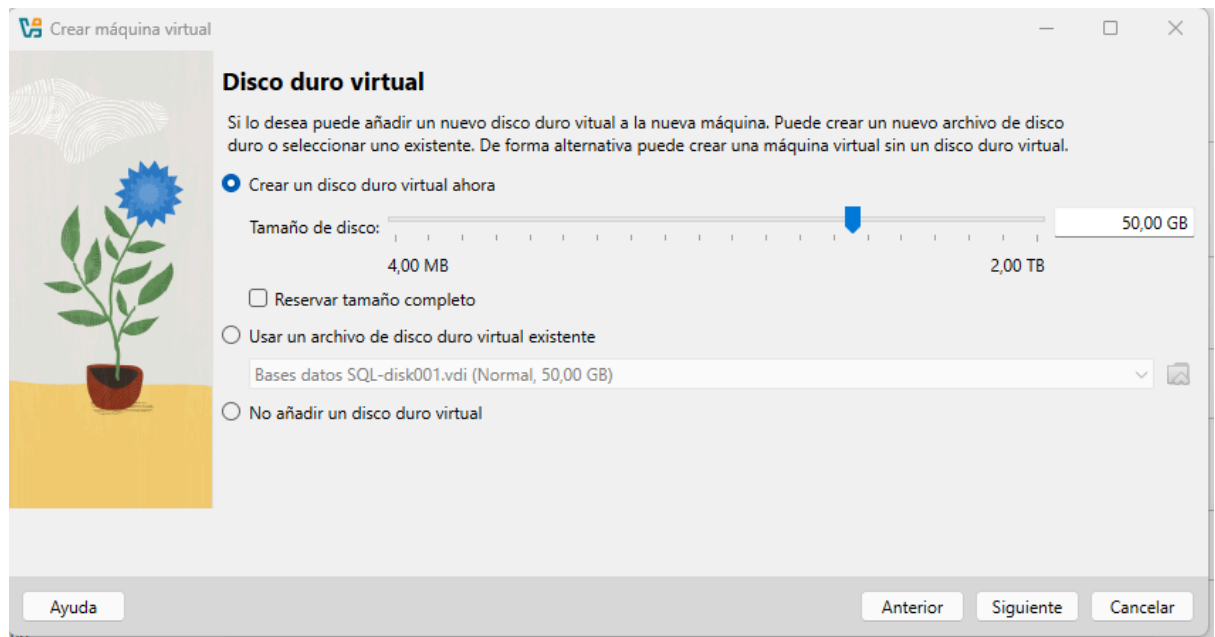 Crear máquina virtual
Disco duro virtual
Si lo desea puede añadir un nuevo disco duro vitual a la nueva máquina. Puede crear un nuevo archivo de disco
duro o seleccionar uno existente. De forma alternativa puede crear una máquina virtual sin un disco duro virtual.
Crear un disco duro virtual ahora
Tamaño de disco:
50,00 GB
4,00 MB
2,00 TB
Reservar tamaño completo
Usar un archivo de disco duro virtual existente
Bases datos SQL-disk001.vdi (Normal, 50,00 GB)
No añadir un disco duro virtual
Ayuda
Anterior
Siguiente
Cancelar